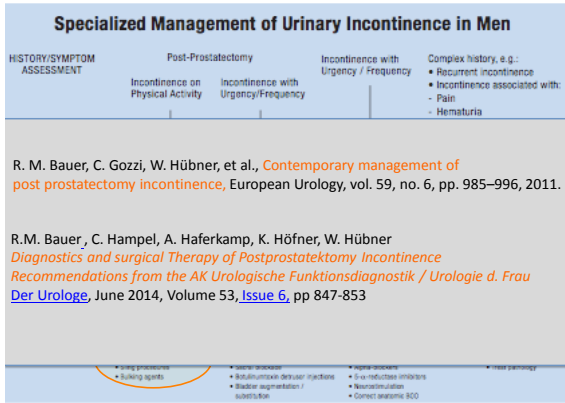 Specialized Management of Urinary Incontinence in Men
HISTORY/SYMPTOM
ASSESSMENT
Post-Prostatectomy
Incontinence on
Physical Activity
Incontinence with
Urgency/Frequency
Incontinence with
Urgency / Frequency
Complex history, e.g.:
• Recurrent incontinence
• Incontinence associated with:
- Pain
- Hematuria
R. M. Bauer, C. Gozzi, W. Hübner, et al., Contemporary management of
post prostatectomy incontinence, European Urology, vol. 59, no. 6, pp. 985–996, 2011.
R.M. Bauer , C. Hampel, A. Haferkamp, K. Höfner, W. Hübner
Diagnostics and surgical Therapy of Postprostatektomy Incontinence
Recommendations from the AK Urologische Funktionsdiagnostik / Urologie d. Frau
Der Urologe, June 2014, Volume 53, Issue 6, pp 847-853
• Bulking agents
• Botulinumtoxin detrusor injections
• Bladder augmentation /
substitution
• 5-α-reductase inhibitors
• Neurostimulation
• Correct anatomic BOO